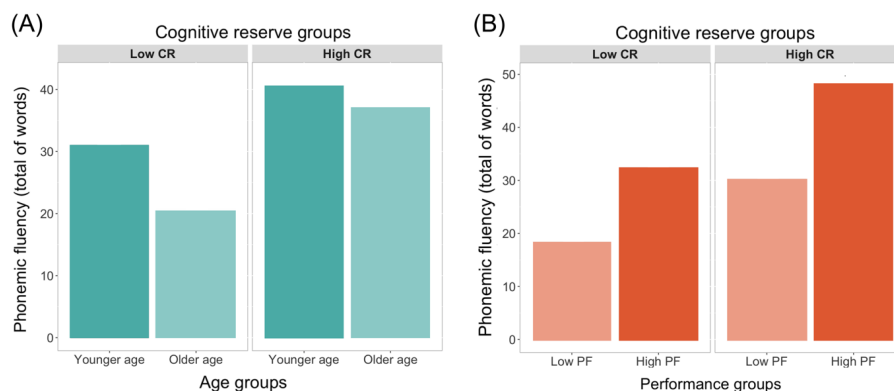 (A)
Cognitive reserve groups
Low CR
High CR
Phonemic fluency (total of words)
40
30
20
10
0
Younger age
Older age
Younger age
Older age
Age groups
(B)
Cognitive reserve groups
Low CR
High CR
Phonemic fluency (total of words)
50
40
30
20
10
0
Low PF
High PF
Low PF
High PF
Performance groups